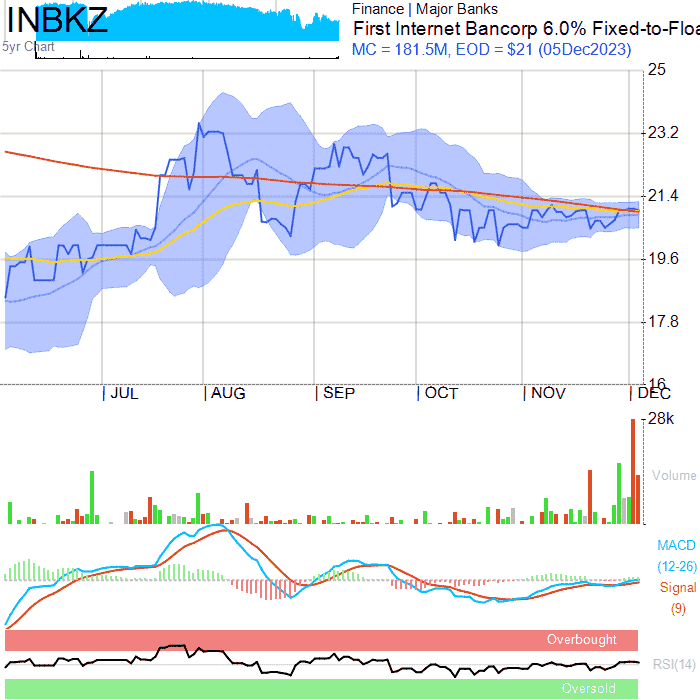 INBKZ
Finance | Major Banks
First Internet Bancorp 6.0% Fixed-to-Floa
5yr Chart
MC = 181.5M, EOD = $21 (05Dec2023)
25
23.2
21.4
19.6
17.8
16
JUL AUG SEP OCT NOV DEC
28k
Volume
MACD
(12-26)
Signal
(9)
Overbought
RSI(14)
Oversold